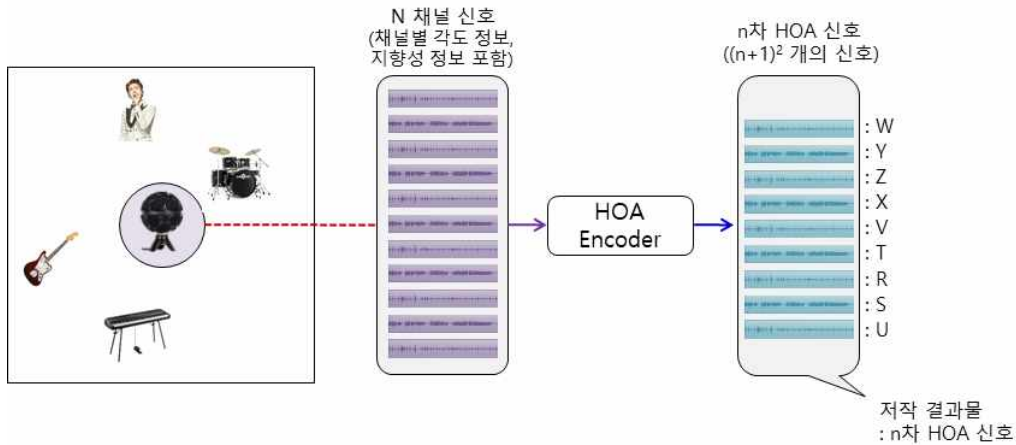 N 채널 신호
(채널별 각도 정보,
지향성 정보 포함)
n차 HOA 신호
((n+1)² 개의 신호)
HOA
Encoder
: W
: Y
: Z
: X
: V
: T
: R
: S
: U
저작 결과물
: n차 HOA 신호